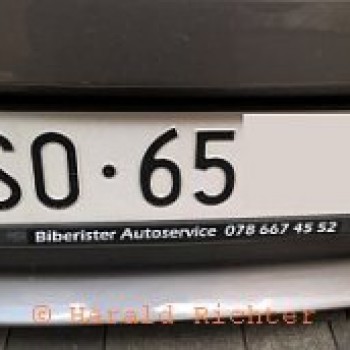 SO·65
Biberister Autoservice 078 667 45 52
© Harald Richter